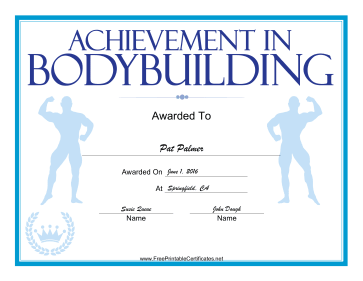 ACHIEVEMENT IN
BODYBUILDING
Awarded To
Pat Palmer
Awarded On June 1, 2016
At Springfield, CA
Susie Queue John Dough
Name Name
www.FreePrintableCertificates.net